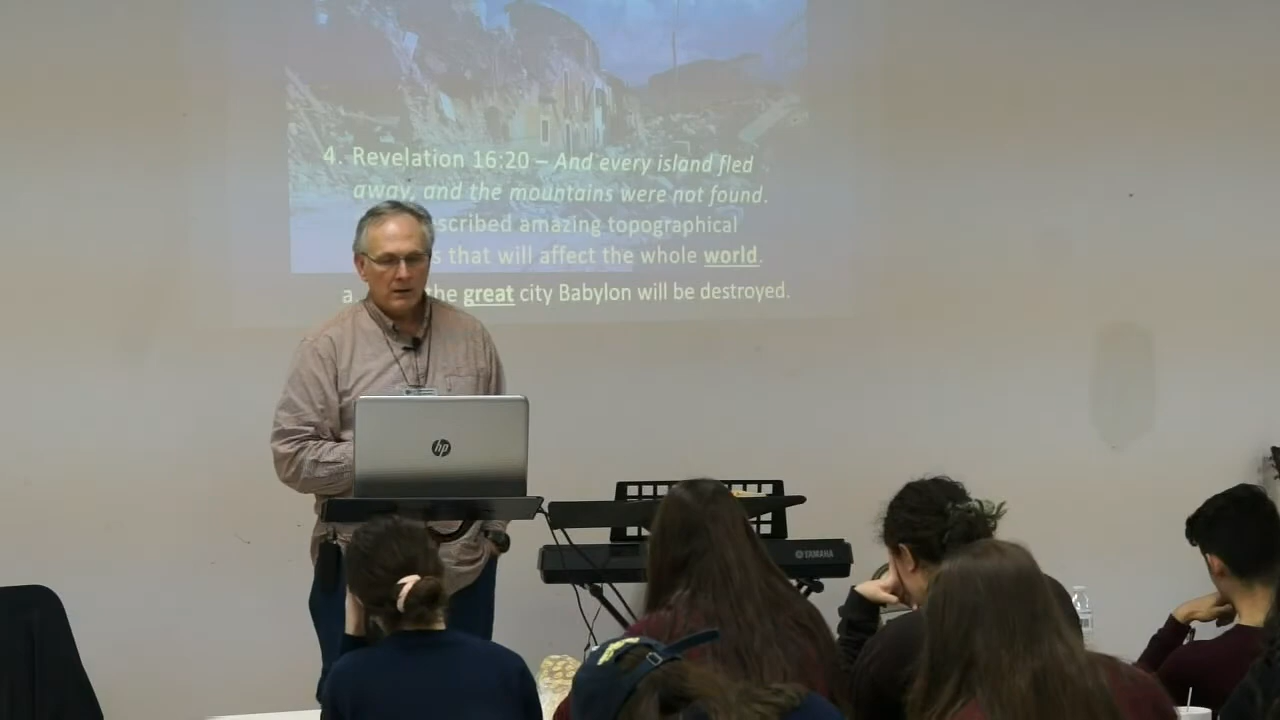 4. Revelation 16:20 – And every island fled
away, and the mountains were not found.
scribed amazing topographical
s that will affect the whole world.
a. the great city Babylon will be destroyed.
hp
YAMAHA